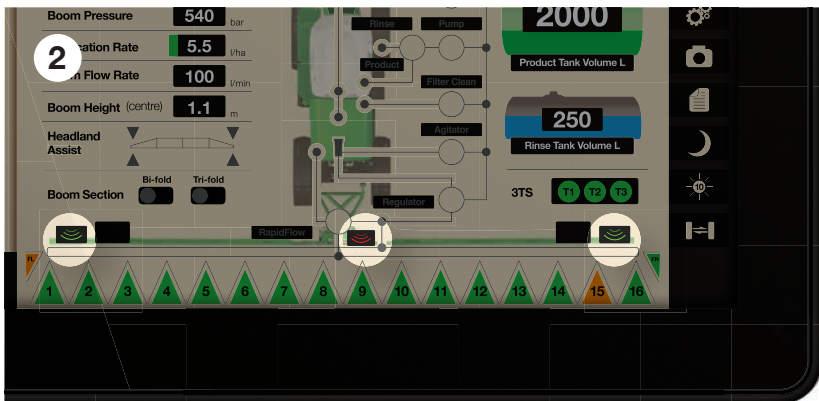 Boom Pressure
540
bar
Rinse
Pump
2000
2
cation Rate
5.5
l/ha
Product
Product Tank Volume L
Flow Rate
100
l/min
Filter Clean
Boom Height (centre)
1.1
m
250
Headland
Assist
Agitator
Rinse Tank Volume L
Bi-fold
Tri-fold
Boom Section
Regulator
3TS
T1
T2
T3
10
RapidFlow
FL
FR
1
2
3
4
5
6
7
8
9
10
11
12
13
14
15
16